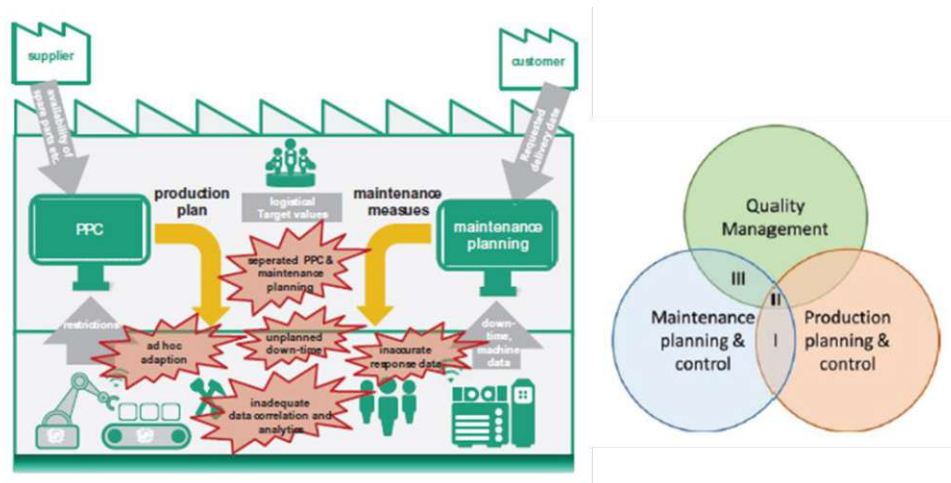 supplier
customer
availability of
spare parts etc.
Requested
delivery date
production
plan
logistical
Target values
maintenance
measues
PPC
maintenance
planning
seperated PPC &
maintenance
planning
restrictions
ad hoc
adaption
unplanned
down-time
inaccurate
response data
down-
time,
machine
data
inadequate
data correlation and
analytics
Quality
Management
III
II
I
Maintenance
planning &
control
Production
planning &
control